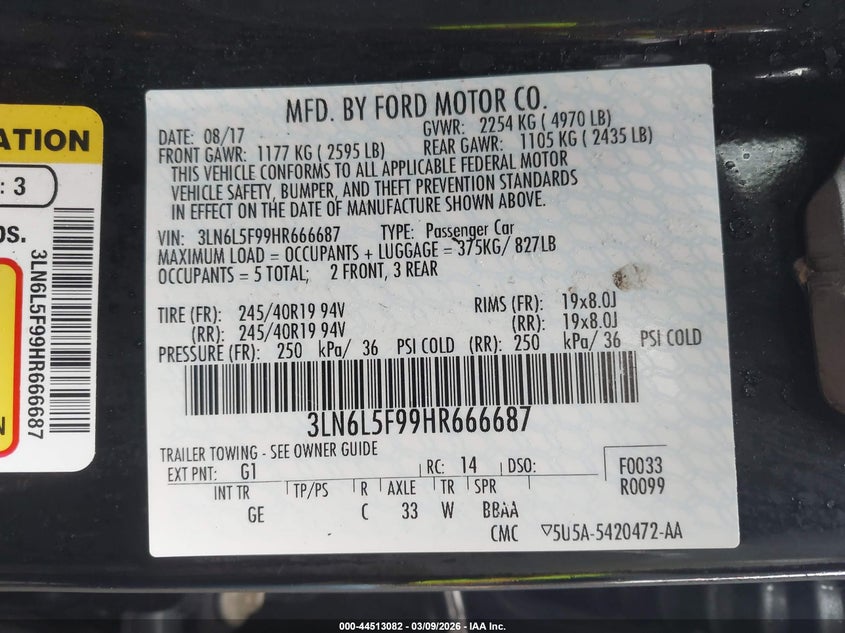 MFD. BY FORD MOTOR CO.
DATE: 08/17 GVWR: 2254 KG ( 4970 LB)
FRONT GAWR: 1177 KG ( 2595 LB) REAR GAWR: 1105 KG ( 2435 LB)
THIS VEHICLE CONFORMS TO ALL APPLICABLE FEDERAL MOTOR
VEHICLE SAFETY, BUMPER, AND THEFT PREVENTION STANDARDS
IN EFFECT ON THE DATE OF MANUFACTURE SHOWN ABOVE.
VIN: 3LN6L5F99HR666687 TYPE: Passenger Car
MAXIMUM LOAD = OCCUPANTS + LUGGAGE = 375KG/ 827LB
OCCUPANTS = 5 TOTAL; 2 FRONT, 3 REAR
TIRE (FR): 245/40R19 94V RIMS (FR): 19x8.0J
(RR): 245/40R19 94V (RR): 19x8.0J
PRESSURE (FR): 250 kPa/ 36 PSI COLD (RR): 250 kPa/ 36 PSI COLD
3LN6L5F99HR666687
TRAILER TOWING - SEE OWNER GUIDE
EXT PNT: G1 RC: 14 DSO: F0033
R0099
INT TR TP/PS R AXLE TR SPR
GE C 33 W BBAA
CMC ▽5U5A-5420472-AA
ATION
: 3
DS.
3LN6L5F99HR666687
N
000-44513082 — 03/09/2026 - IAA Inc.